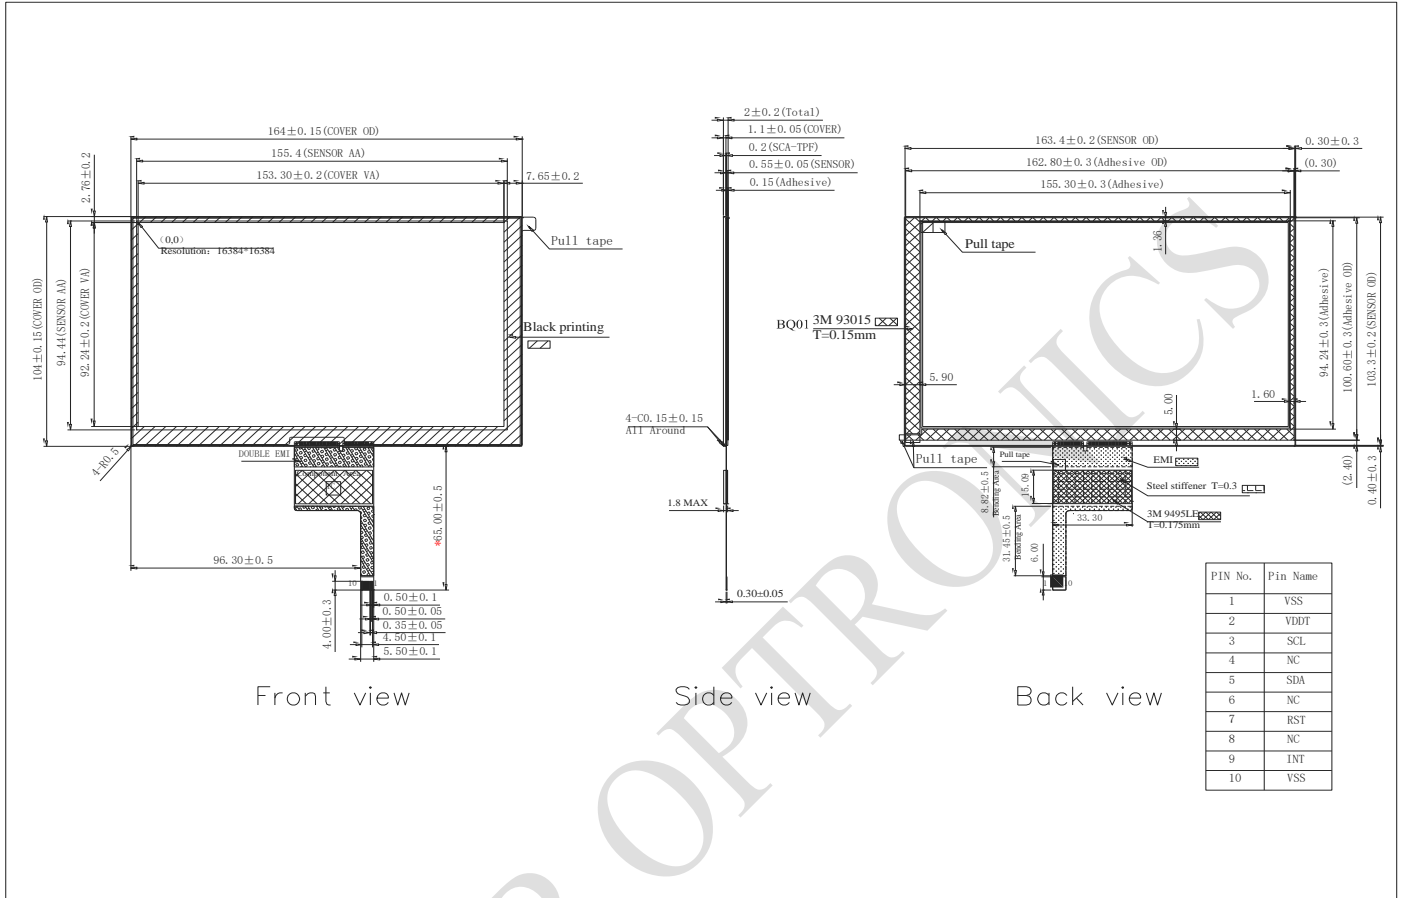 164±0.15(COVER OD)
155.4(SENSOR AA)
153.30±0.2(COVER VA)
7.65±0.2
2.76±0.2
104±0.15(COVER OD)
94.44(SENSOR AA)
92.24±0.2(COVER VA)
(0,0)
Resolution: 16384*16384
Pull tape
Black printing
4-R0.5
DOUBLE EMI
96.30±0.5
*65.00±0.5
10
1
4.00±0.3
0.50±0.1
0.50±0.05
0.35±0.05
4.50±0.1
5.50±0.1
Front view
2±0.2(Total)
1.1±0.05(COVER)
0.2(SCA-TPF)
0.55±0.05(SENSOR)
0.15(Adhesive)
4-C0.15±0.15
All Around
1.8 MAX
0.30±0.05
Side view
163.4±0.2(SENSOR OD)
0.30±0.3
162.80±0.3(Adhesive OD)
(0.30)
155.30±0.3(Adhesive)
Pull tape
1.36
BQ01
3M 93015
T=0.15mm
94.24±0.3(Adhesive)
100.60±0.3(Adhesive OD)
103.3±0.2(SENSOR OD)
5.90
5.00
1.60
Pull tape
Pull tape
EMI
Steel stiffener T=0.3
3M 9495LE
T=0.175mm
8.82±0.5
Bending Area
15.09
33.30
31.45±0.5
Bending Area
6.00
1
0
(2.40)
0.40±0.3
Back view
PIN No. Pin Name
1 VSS
2 VDDT
3 SCL
4 NC
5 SDA
6 NC
7 RST
8 NC
9 INT
10 VSS
OPTRONICS